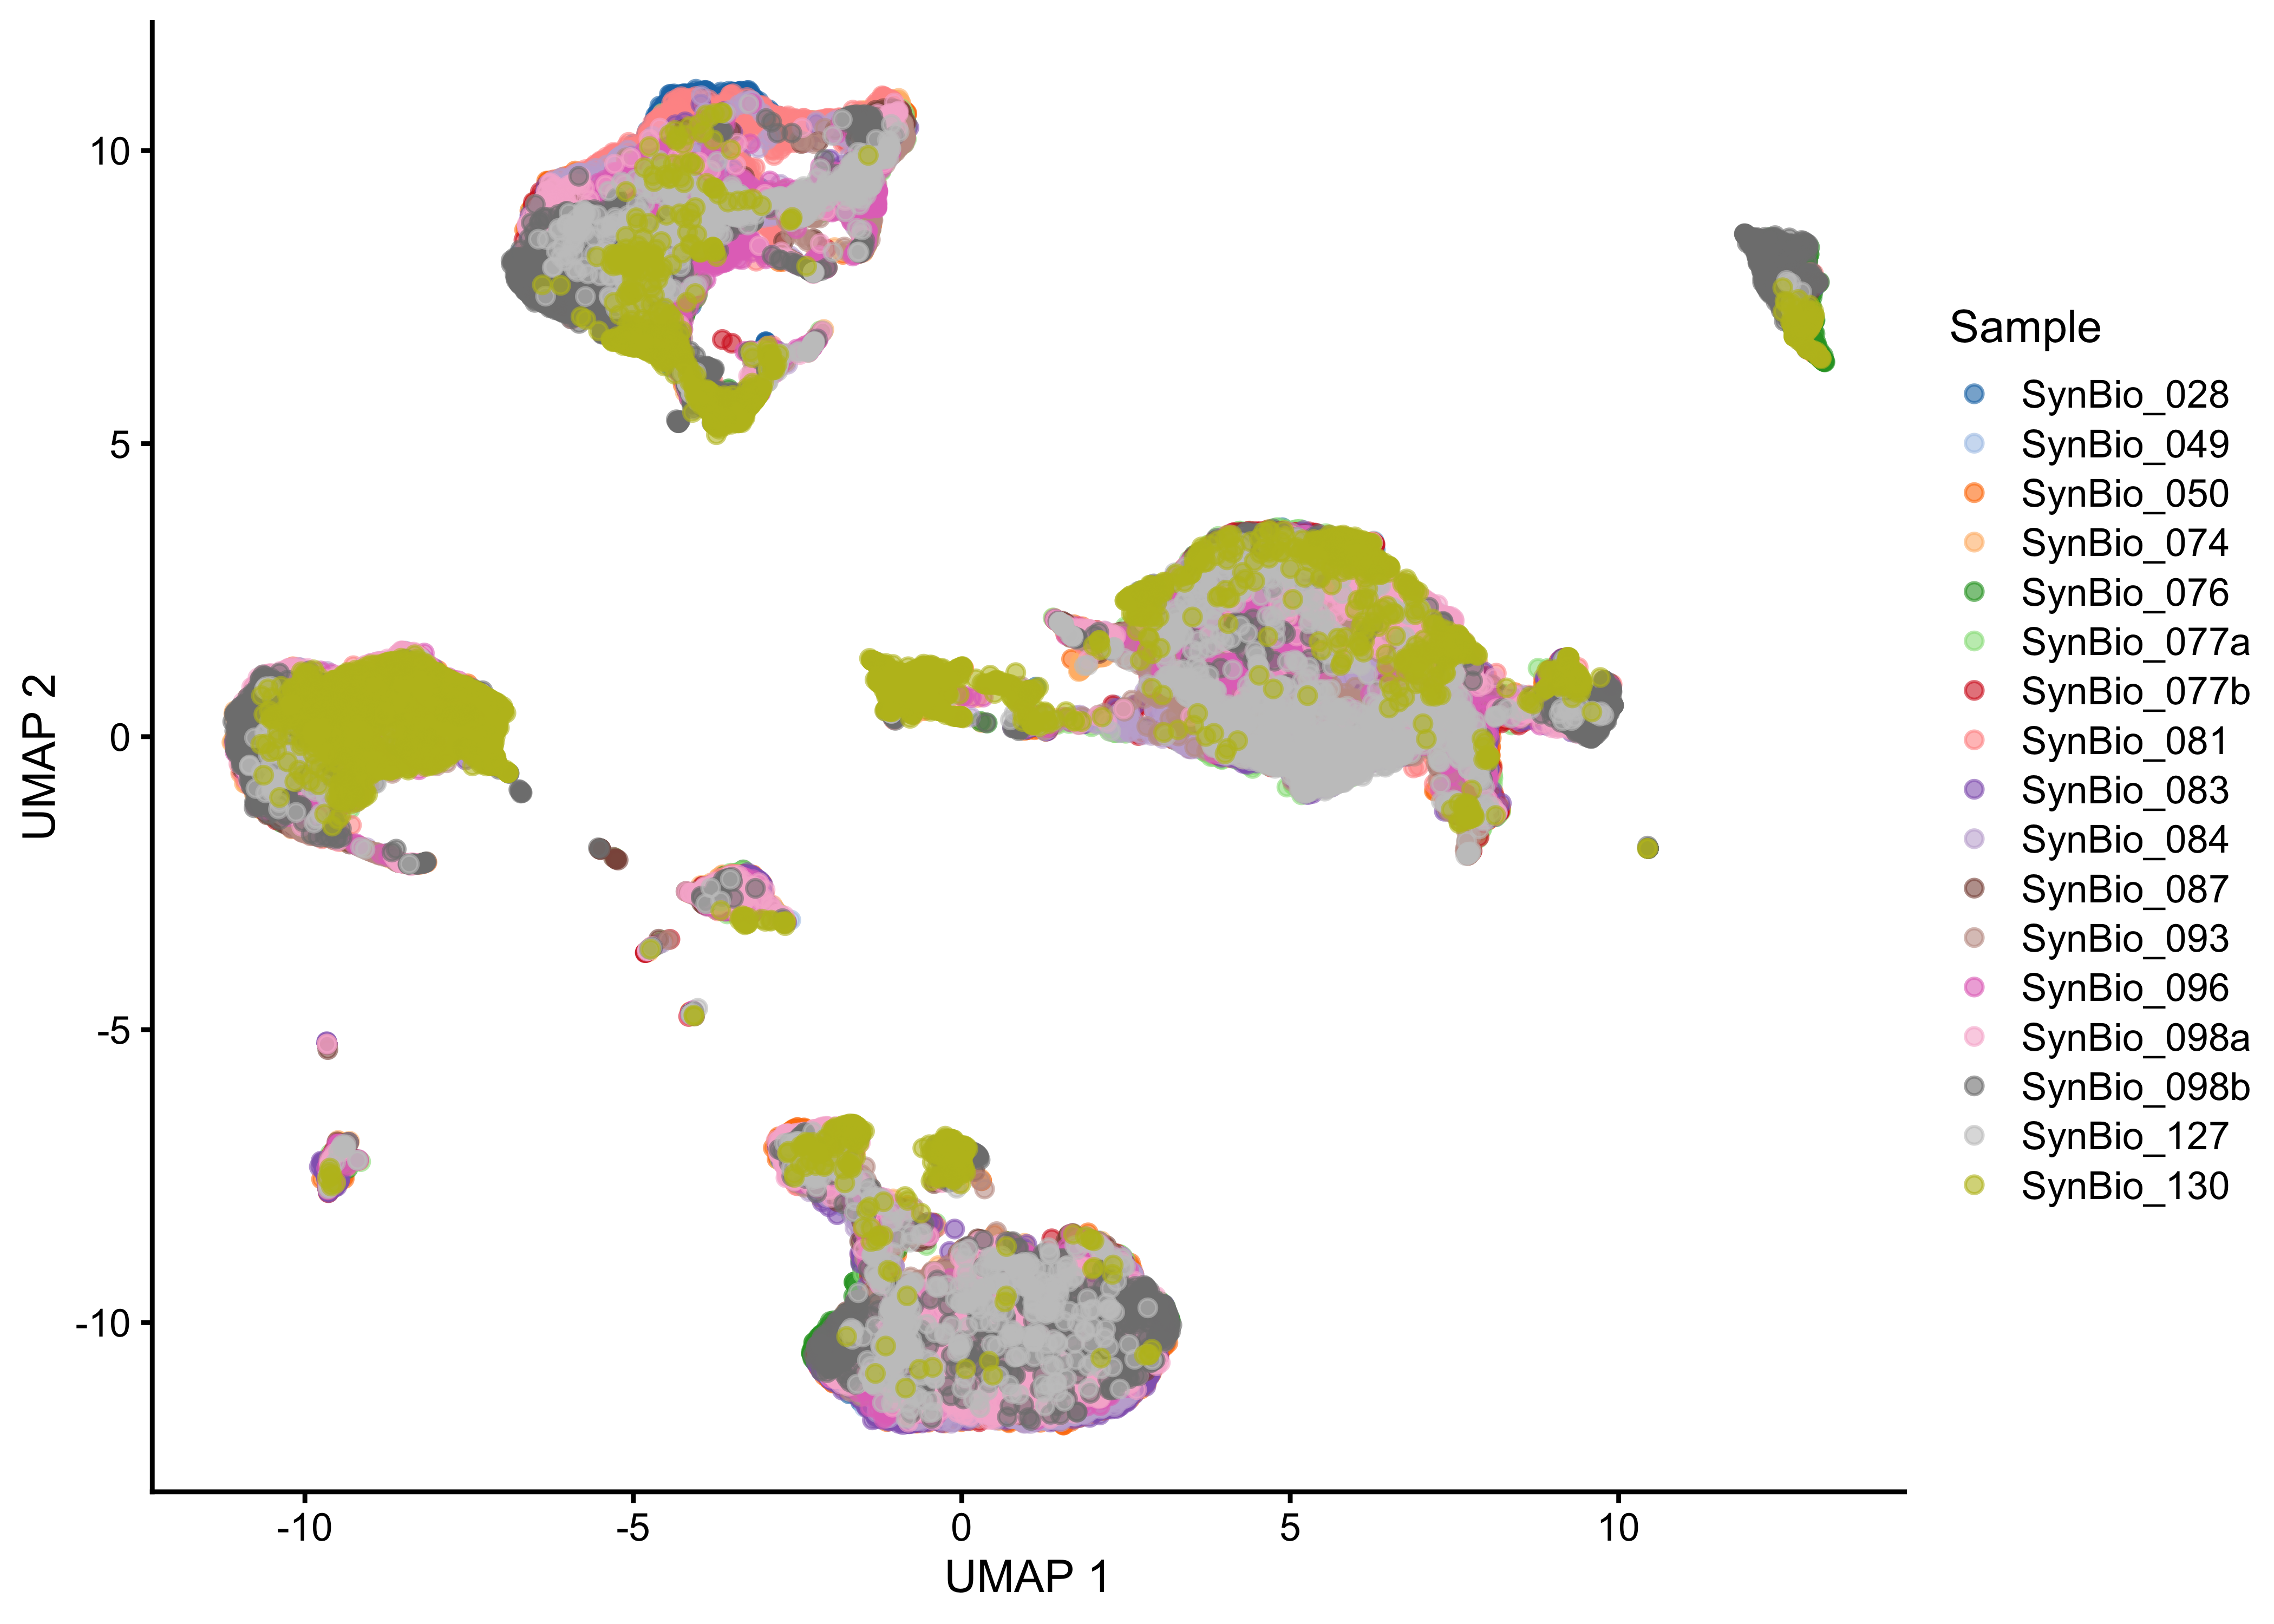 10
5
0
-5
-10
UMAP 2
-10
-5
0
5
10
UMAP 1
Sample
SynBio_028
SynBio_049
SynBio_050
SynBio_074
SynBio_076
SynBio_077a
SynBio_077b
SynBio_081
SynBio_083
SynBio_084
SynBio_087
SynBio_093
SynBio_096
SynBio_098a
SynBio_098b
SynBio_127
SynBio_130